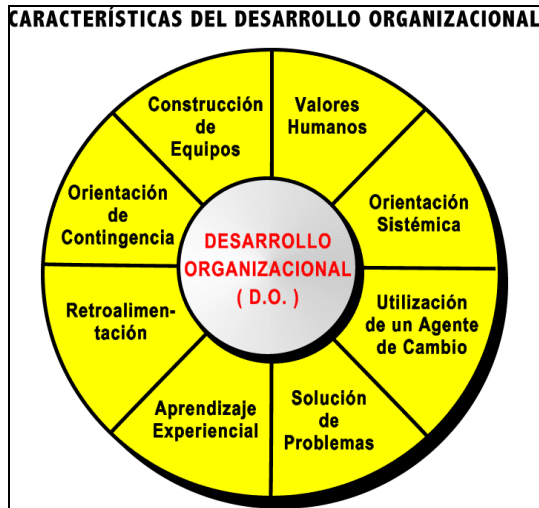 CARACTERÍSTICAS DEL DESARROLLO ORGANIZACIONAL
Construcción
de
Equipos
Valores
Humanos
Orientación
Sistémica
Utilización
de un Agente
de Cambio
Solución
de
Problemas
Aprendizaje
Experiencial
Retroalimen-
tación
Orientación
de
Contingencia
DESARROLLO
ORGANIZACIONAL
( D.O. )